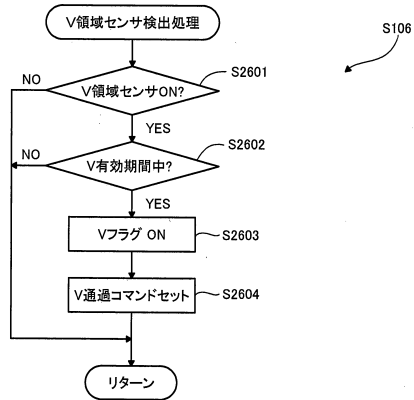 V領域センサ検出処理
S106
V領域センサON?
S2601
NO
YES
V有効期間中?
S2602
NO
YES
Vフラグ ON
S2603
V通過コマンドセット
S2604
リターン